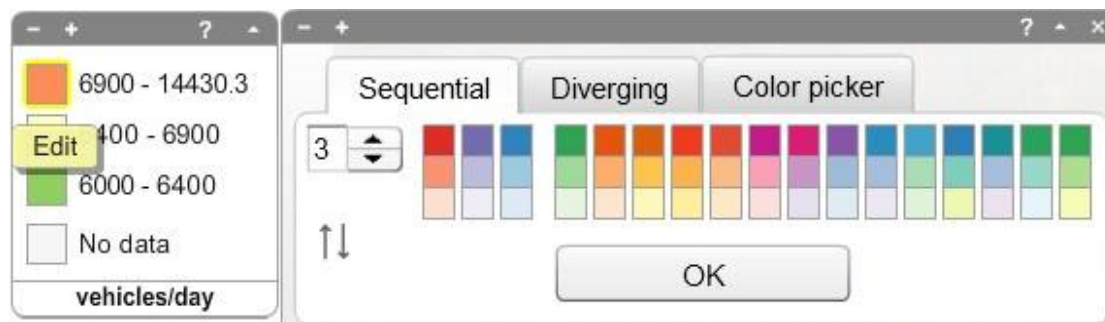 - + ?
6900 - 14430.3
Edit
400 - 6900
6000 - 6400
No data
vehicles/day
- + ? x
Sequential
Diverging
Color picker
3
OK